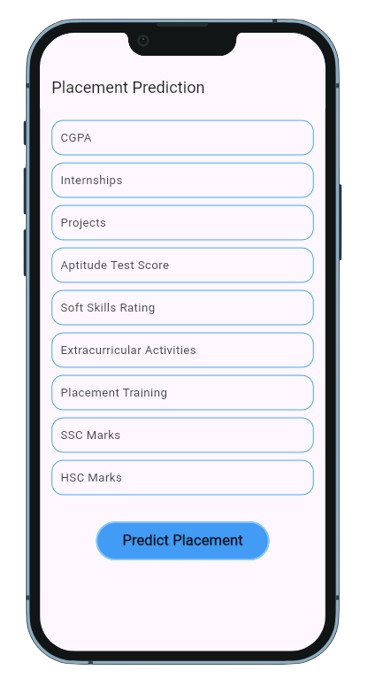 Placement Prediction
CGPA
Internships
Projects
Aptitude Test Score
Soft Skills Rating
Extracurricular Activities
Placement Training
SSC Marks
HSC Marks
Predict Placement